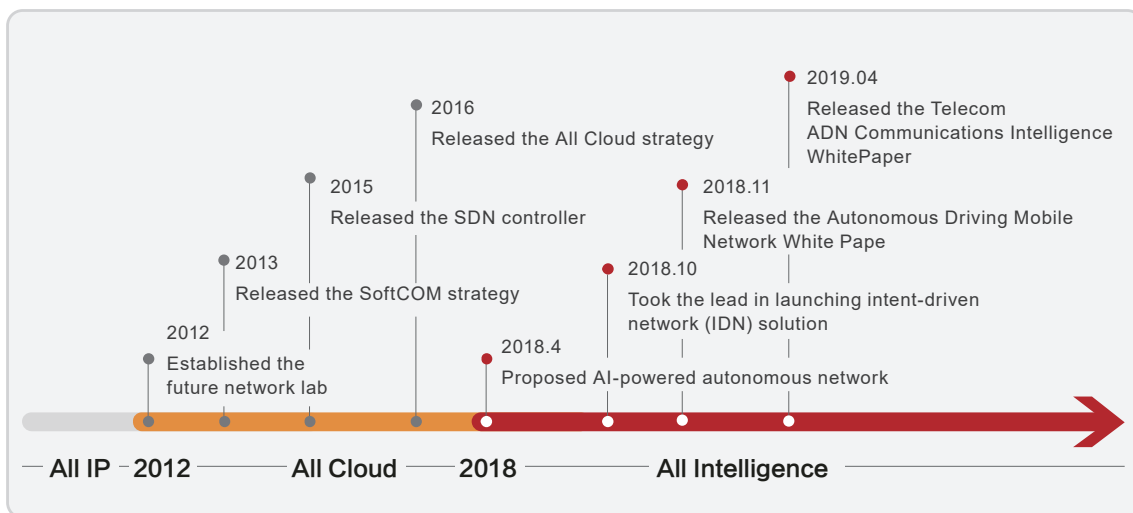 2012
Established the
future network lab
2013
Released the SoftCOM strategy
2015
Released the SDN controller
2016
Released the All Cloud strategy
2018.4
Proposed AI-powered autonomous network
2018.10
Took the lead in launching intent-driven
network (IDN) solution
2018.11
Released the Autonomous Driving Mobile
Network White Pape
2019.04
Released the Telecom
ADN Communications Intelligence
WhitePaper
All IP
2012
All Cloud
2018
All Intelligence